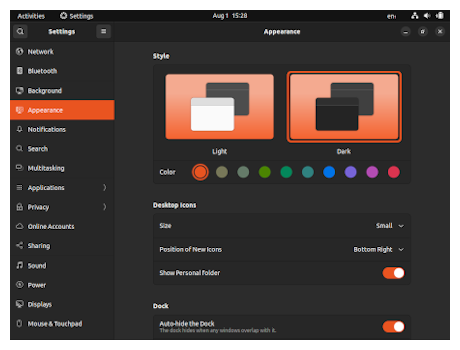 Activities Settings Aug 1 15:28 en₁
Settings Appearance
Network
Bluetooth
Background
Appearance
Notifications
Search
Multitasking
Applications
Privacy
Online Accounts
Sharing
Sound
Power
Displays
Mouse & Touchpad
Style
Light Dark
Color
Desktop Icons
Size Small
Position of New Icons Bottom Right
Show Personal Folder
Dock
Auto-hide the Dock
The dock hides when any windows overlap with it.